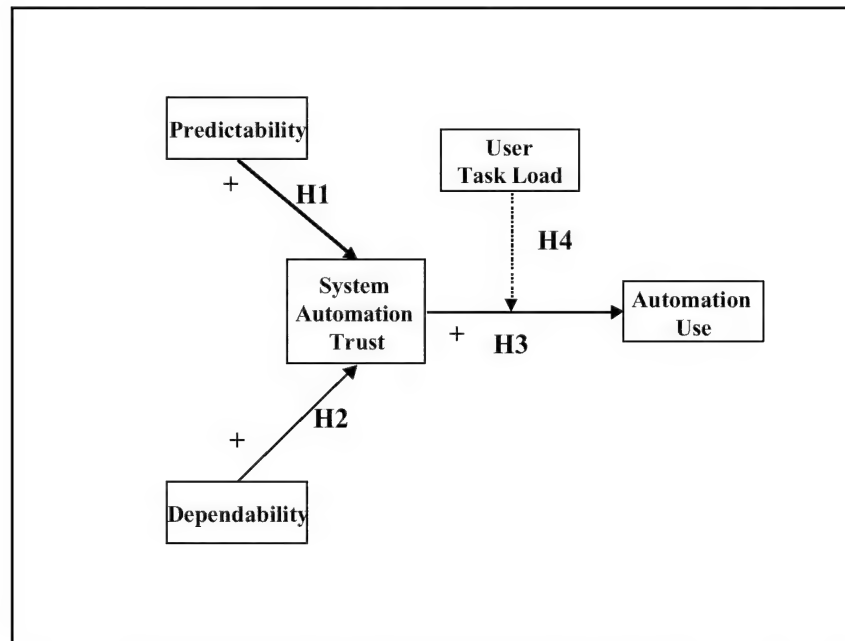 Predictability
+
H1
User
Task Load
H4
System
Automation
Trust
+
H3
Automation
Use
H2
+
Dependability